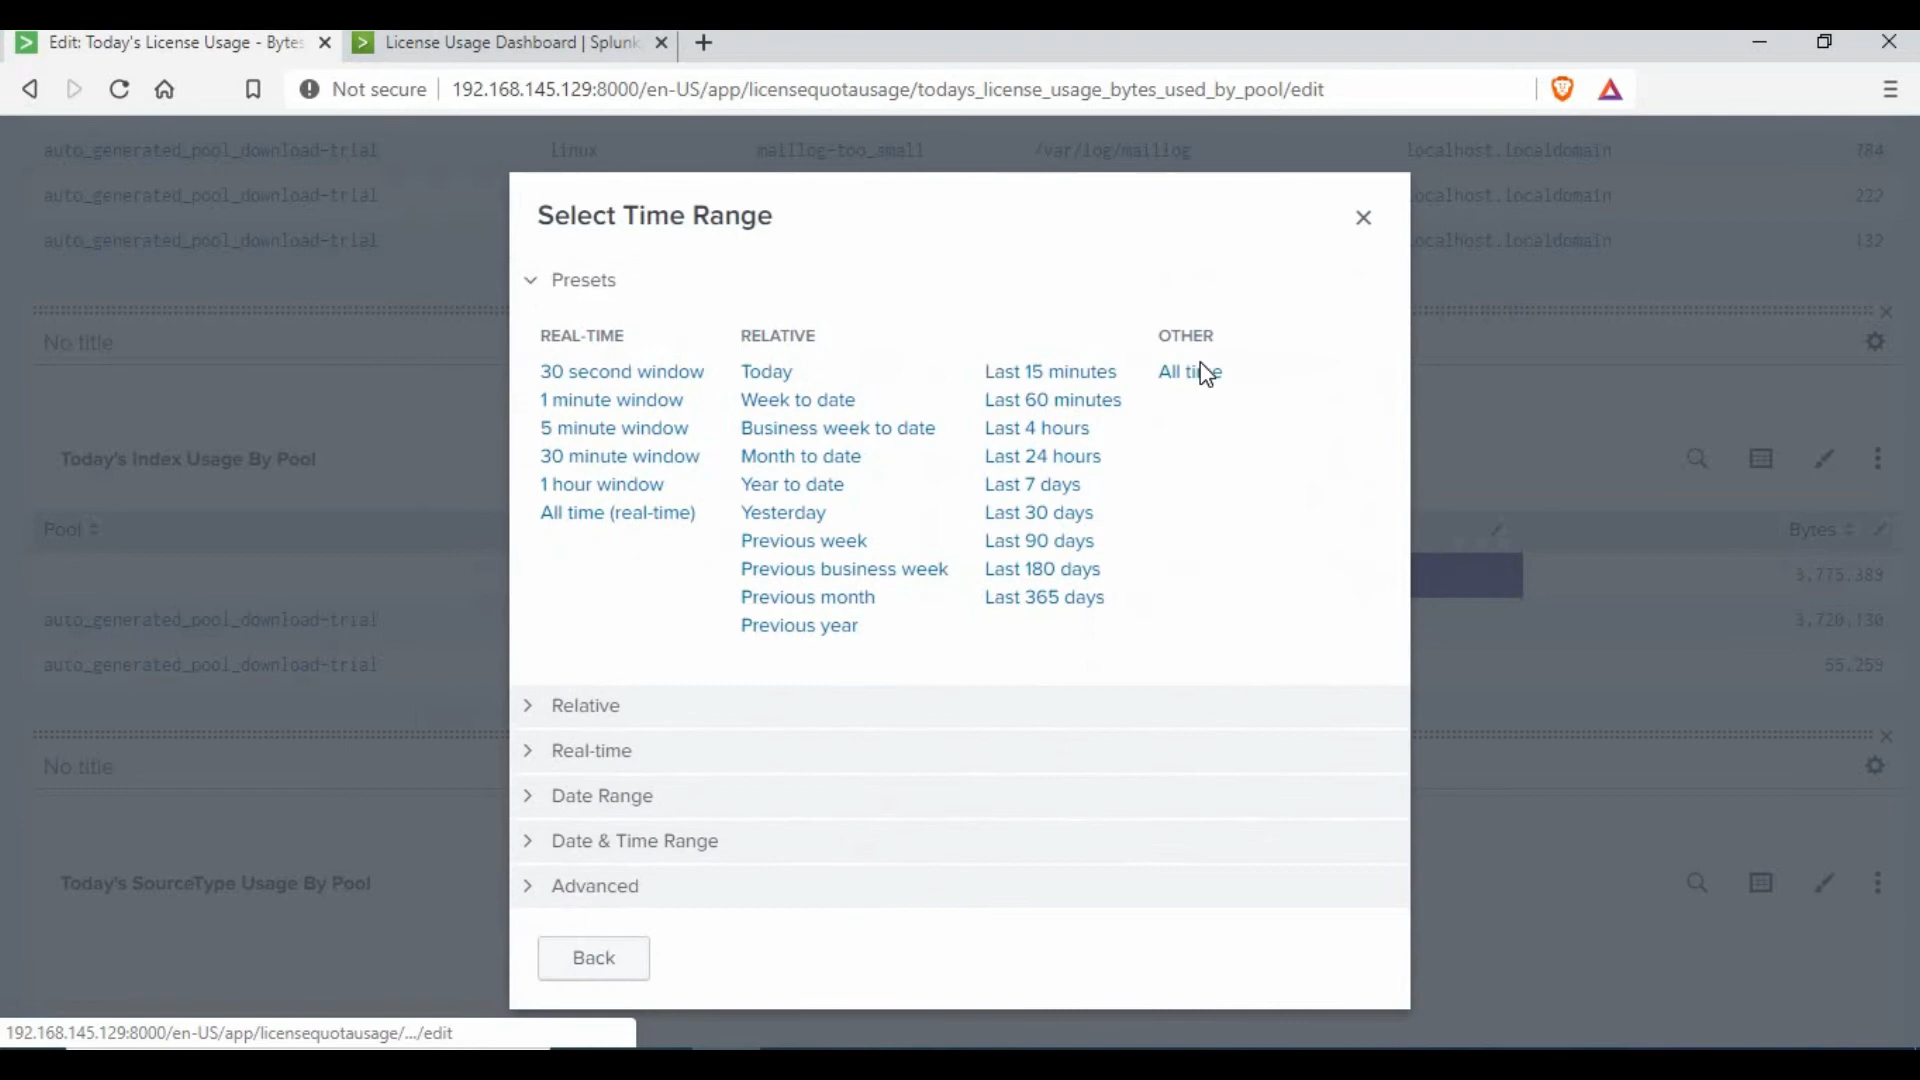 Edit: Today's License Usage - Bytes
License Usage Dashboard | Splunk
Not secure
192.168.145.129:8000/en-US/app/licensequotausage/todays_license_usage_bytes_used_by_pool/edit
auto_generated_pool_download-trial linux maillog-too_small /var/log/maillog localhost.localdomain 784
auto_generated_pool_download-trial localhost.localdomain 222
auto_generated_pool_download-trial ocalhost.localdomain 132
Select Time Range
Presets
No title
REAL-TIME RELATIVE OTHER
30 second window Today Last 15 minutes All time
1 minute window Week to date Last 60 minutes
5 minute window Business week to date Last 4 hours
30 minute window Month to date Last 24 hours
1 hour window Year to date Last 7 days
All time (real-time) Yesterday Last 30 days
Previous week Last 90 days
Previous business week Last 180 days
Previous month Last 365 days
Previous year
Today's Index Usage By Pool
Pool Bytes
3,775,389
auto_generated_pool_download-trial 3,720,130
auto_generated_pool_download-trial 55,259
Relative
Real-time
No title
Date Range
Date & Time Range
Today's SourceType Usage By Pool
Advanced
Back
192.168.145.129:8000/en-US/app/licensequotausage/.../edit